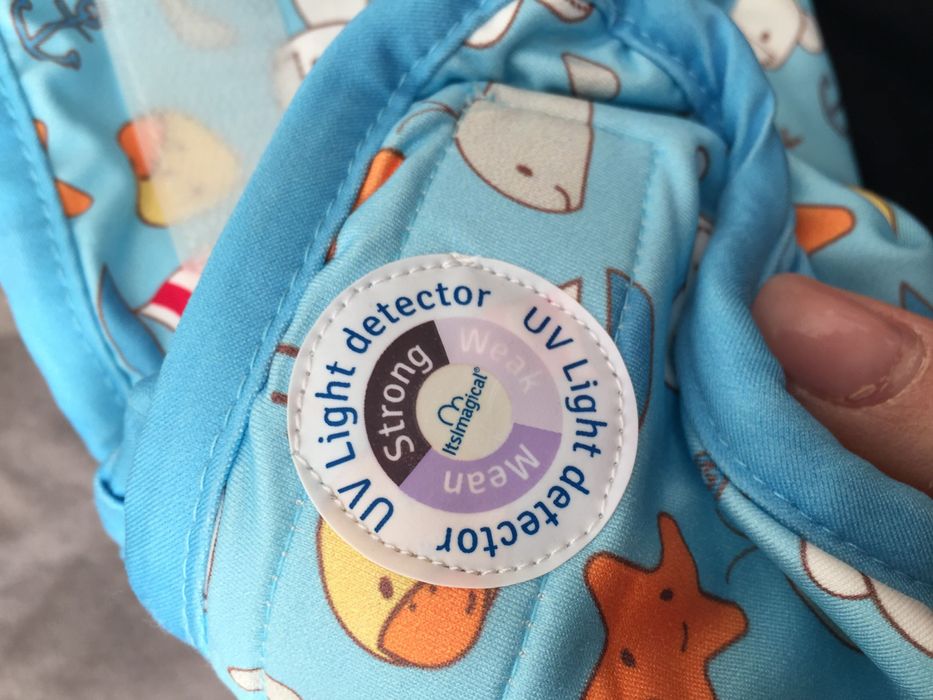 UV Light detector
UV Light detector
Strong
Weak
Mean
ItsImagical®